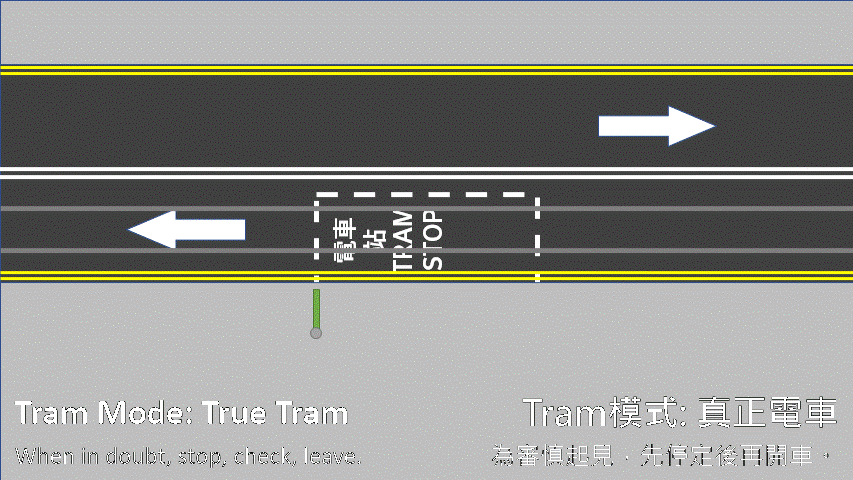 電車
站
TRAM
STOP
Tram Mode: True Tram
Tram模式: 真正電車
When in doubt, stop, check, leave.
為審慎起見，先停定後再開車。